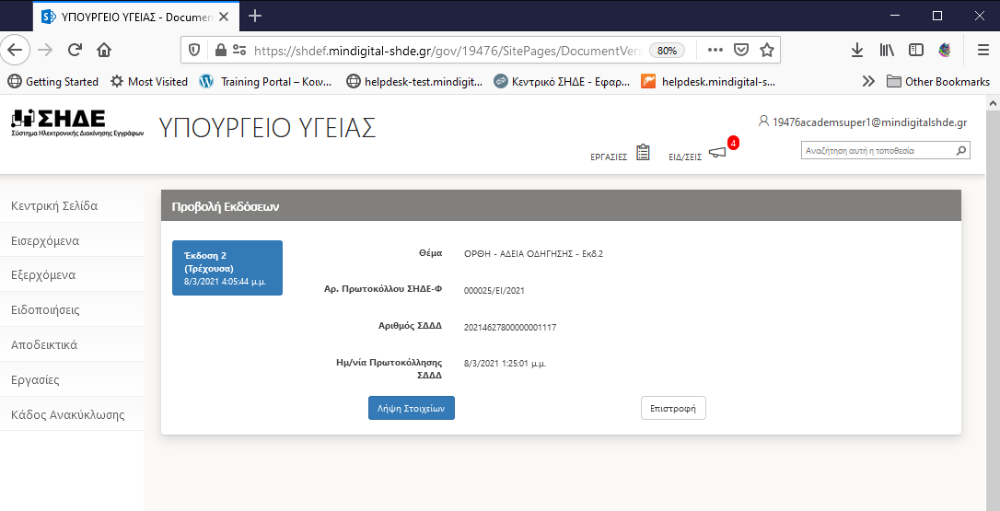 ΥΠΟΥΡΓΕΙΟ ΥΓΕΙΑΣ - Documen
https://shdef.mindigital-shde.gr/gov/19476/SitePages/DocumentVers
80%
Getting Started
Most Visited
Training Portal – Κοιν...
helpdesk-test.mindigit...
Κεντρικό ΣΗΔΕ - Εφαρ...
helpdesk.mindigital-s...
Other Bookmarks
ΣΗΔΕ
Σύστημα Ηλεκτρονικής Διακίνησης Εγγράφων
ΥΠΟΥΡΓΕΙΟ ΥΓΕΙΑΣ
19476academsuper1@mindigitalshde.gr
ΕΡΓΑΣΙΕΣ
ΕΙΔ/ΣΕΙΣ
4
Αναζήτηση αυτή η τοποθεσία
Κεντρική Σελίδα
Εισερχόμενα
Εξερχόμενα
Ειδοποιήσεις
Αποδεικτικά
Εργασίες
Κάδος Ανακύκλωσης
Προβολή Εκδόσεων
Έκδοση 2
(Τρέχουσα)
8/3/2021 4:05:44 μ.μ.
Θέμα ΟΡΘΗ - ΑΔΕΙΑ ΟΔΗΓΗΣΗΣ - Εκδ.2
Αρ. Πρωτοκόλλου ΣΗΔΕ-Φ 000025/ΕΙ/2021
Αριθμός ΣΔΔΔ 20214627800000001117
Ημ/νία Πρωτοκόλλησης
ΣΔΔΔ
8/3/2021 1:25:01 μ.μ.
Λήψη Στοιχείων
Επιστροφή